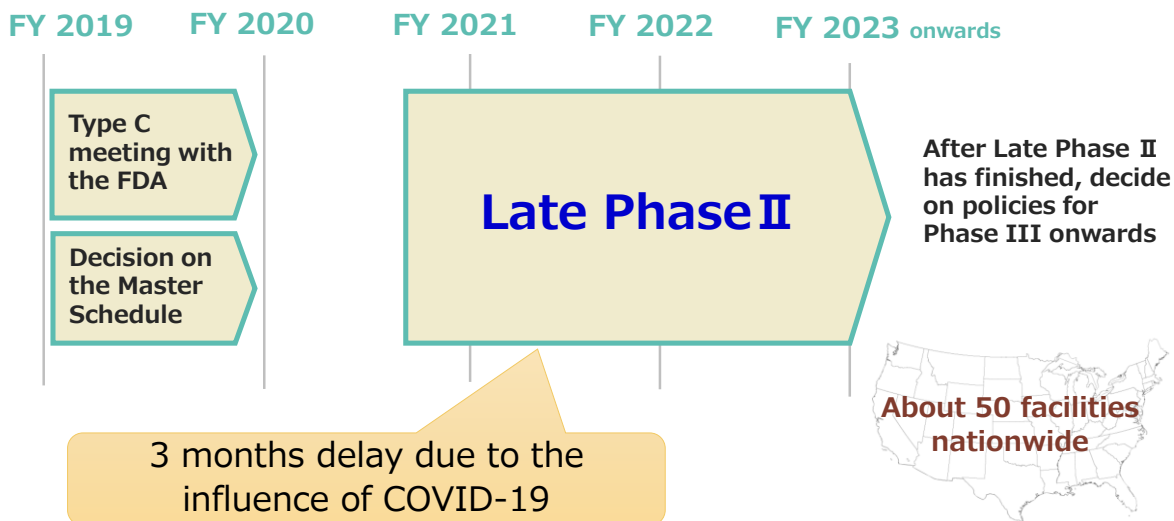 FY 2019 FY 2020 FY 2021 FY 2022 FY 2023 onwards
Type C
meeting with
the FDA
Decision on
the Master
Schedule
Late Phase Ⅱ
After Late Phase Ⅱ
has finished, decide
on policies for
Phase III onwards
About 50 facilities
nationwide
3 months delay due to the
influence of COVID-19